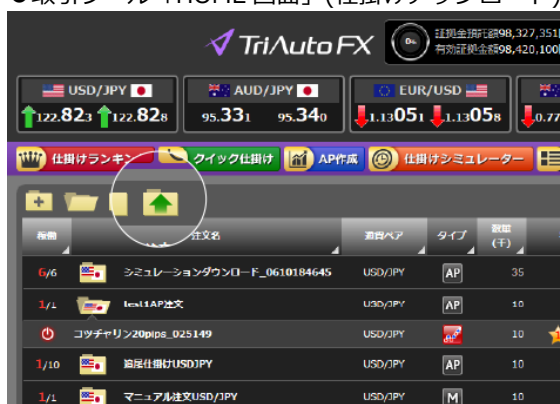 TriAuto FX
証拠金預託額98,327,351
有効証拠金額98,420,100
USD/JPY
AUD/JPY
EUR/USD
122.823 122.828
95.331 95.340
1.13051 1.13058
0.77
仕掛けランキン
クイック仕掛け
AP作成
仕掛けシミュレーター
稼働
注文名
通貨ペア
タイプ
数量
(千)
6/6 シミュレーションダウンロード_0610184645 USD/JPY AP 35
1/1 test1AP注文 USD/JPY AP 10
コツチャリン20pips_025149 USD/JPY 10
1/10 追尾仕掛けUSDJPY USD/JPY AP 10
1/1 マニュアル注文USD/JPY USD/JPY M 10